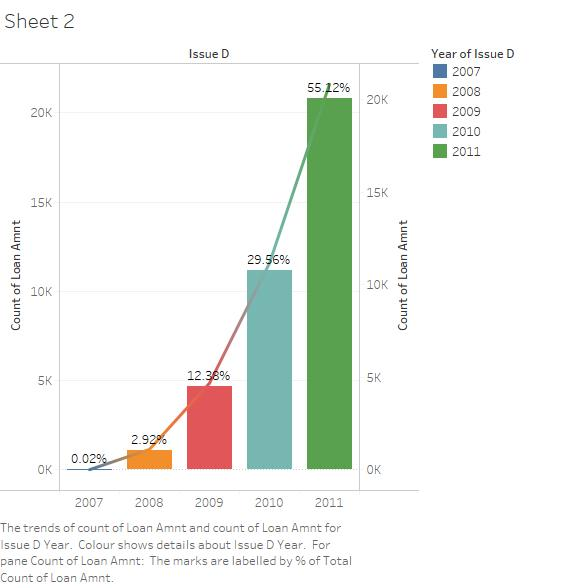 Sheet 2
Issue D
Year of Issue D
2007
2008
2009
2010
2011
Count of Loan Amnt
20K
15K
10K
5K
0K
0.02%
2.92%
12.38%
29.56%
55.12%
20K
15K
10K
5K
0K
Count of Loan Amnt
2007 2008 2009 2010 2011
The trends of count of Loan Amnt and count of Loan Amnt for
Issue D Year. Colour shows details about Issue D Year. For
pane Count of Loan Amnt: The marks are labelled by % of Total
Count of Loan Amnt.